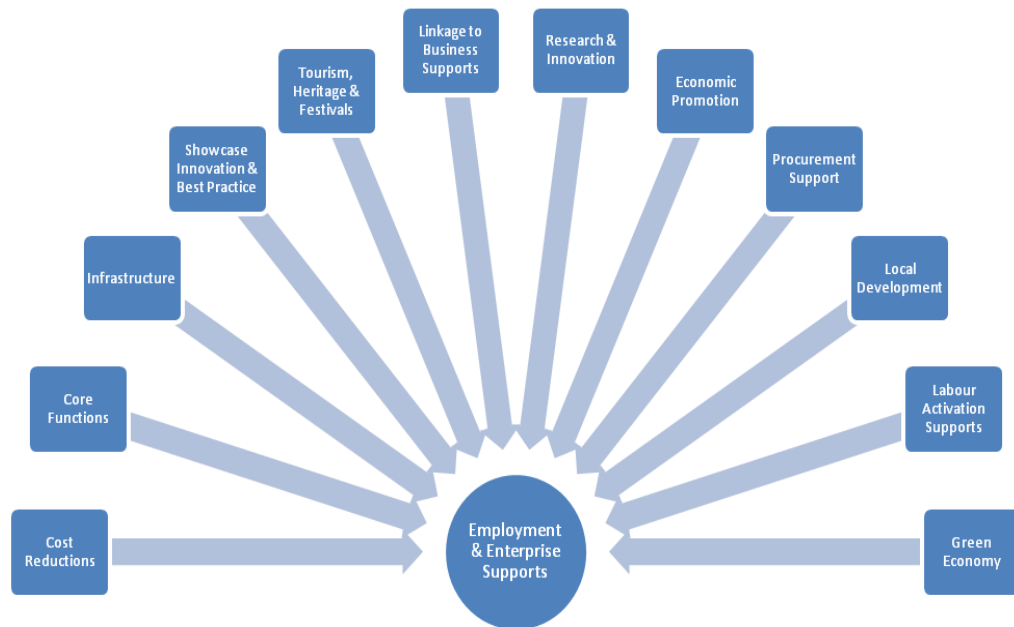 Linkage to
Business
Supports
Research &
Innovation
Tourism,
Heritage &
Festivals
Economic
Promotion
Showcase
Innovation &
Best Practice
Procurement
Support
Infrastructure
Local
Development
Core
Functions
Labour
Activation
Supports
Cost
Reductions
Employment
& Enterprise
Supports
Green
Economy